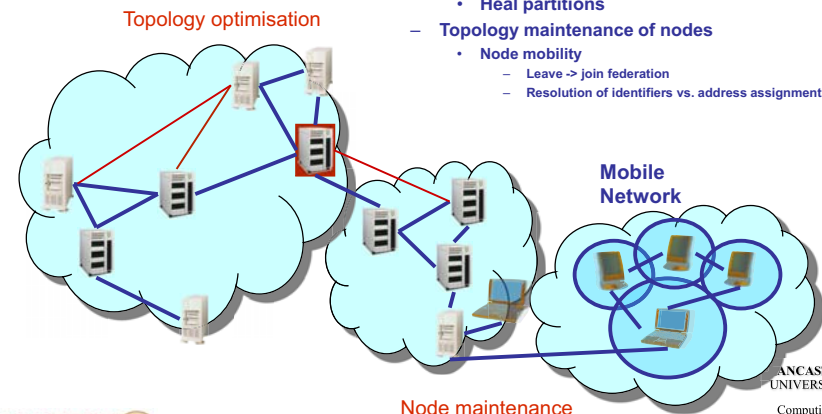 Topology optimisation
• Heal partitions
– Topology maintenance of nodes
• Node mobility
– Leave -> join federation
– Resolution of identifiers vs. address assignment
Mobile
Network
Node maintenance